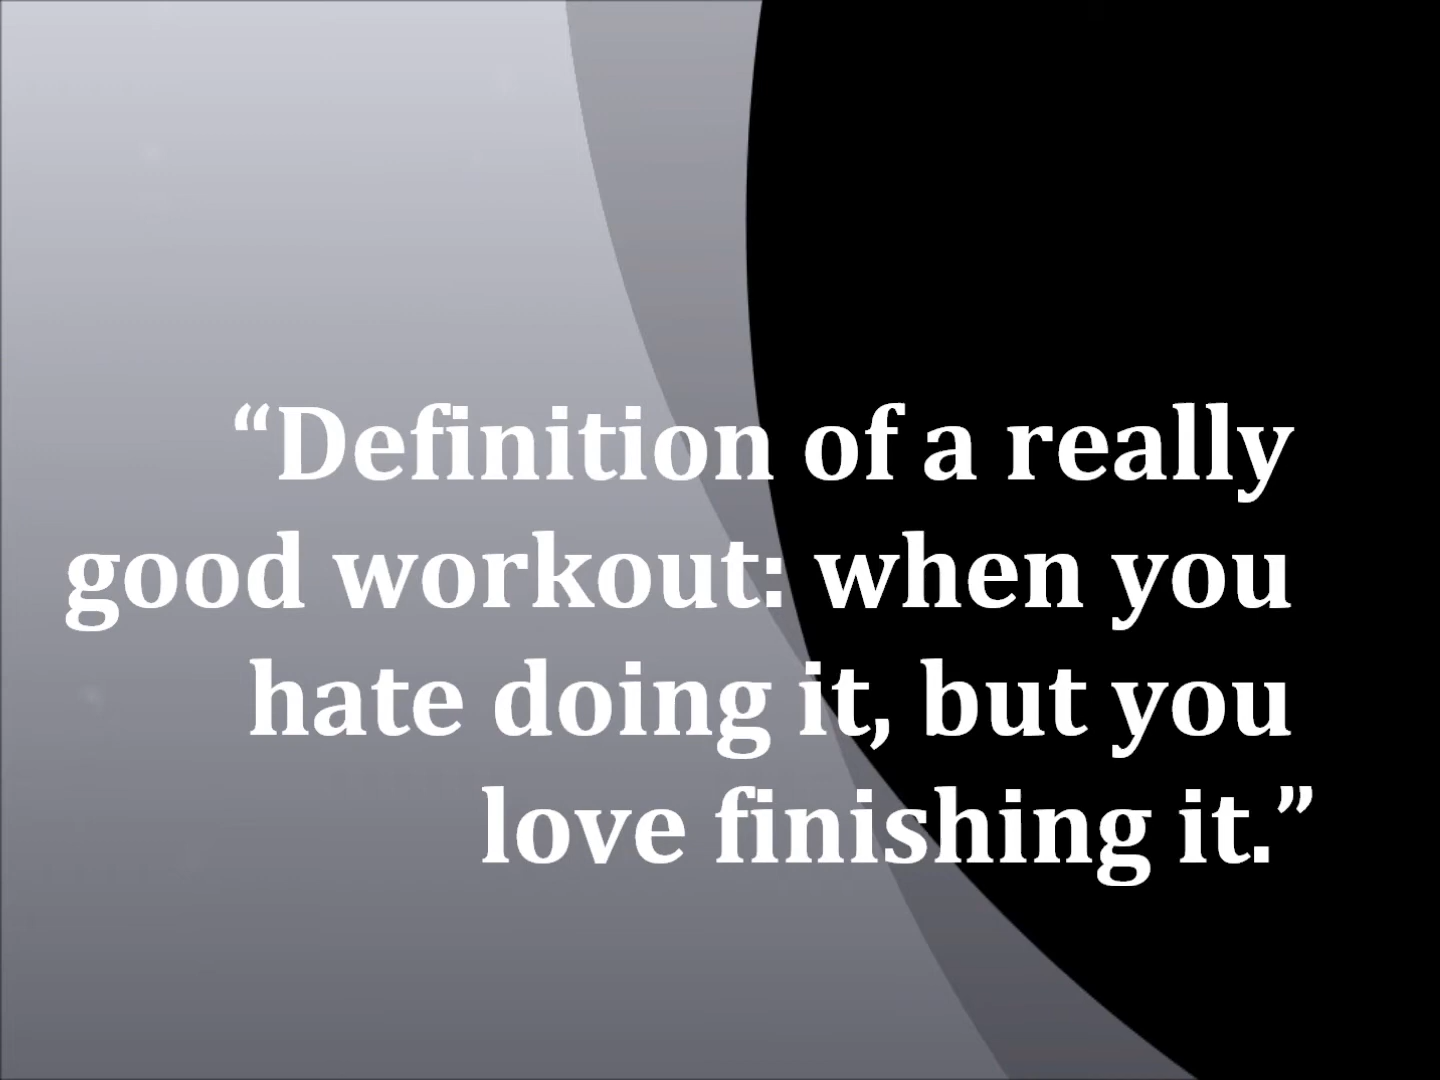 “Definition of a really
good workout: when you
hate doing it, but you
love finishing it.”